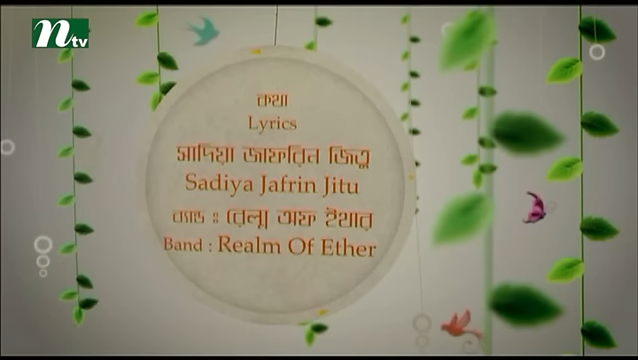 ntv
কথা
Lyrics
সাদিয়া জাফরিন জিতু
Sadiya Jafrin Jitu
ব্যান্ড : রেল্ম অফ ইথার
Band : Realm Of Ether